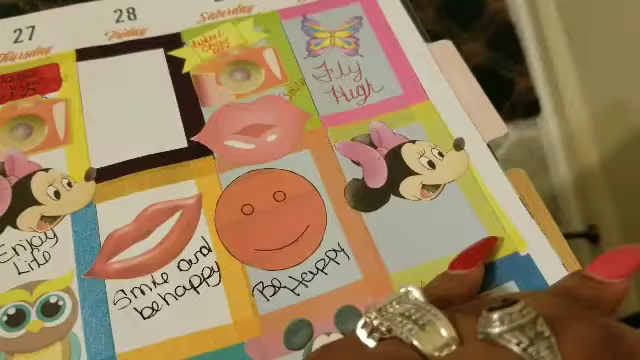 27
28
Thursday
Friday
Saturday
Fly
High
Enjoy
Life
Smile and
be happy
Be Happy